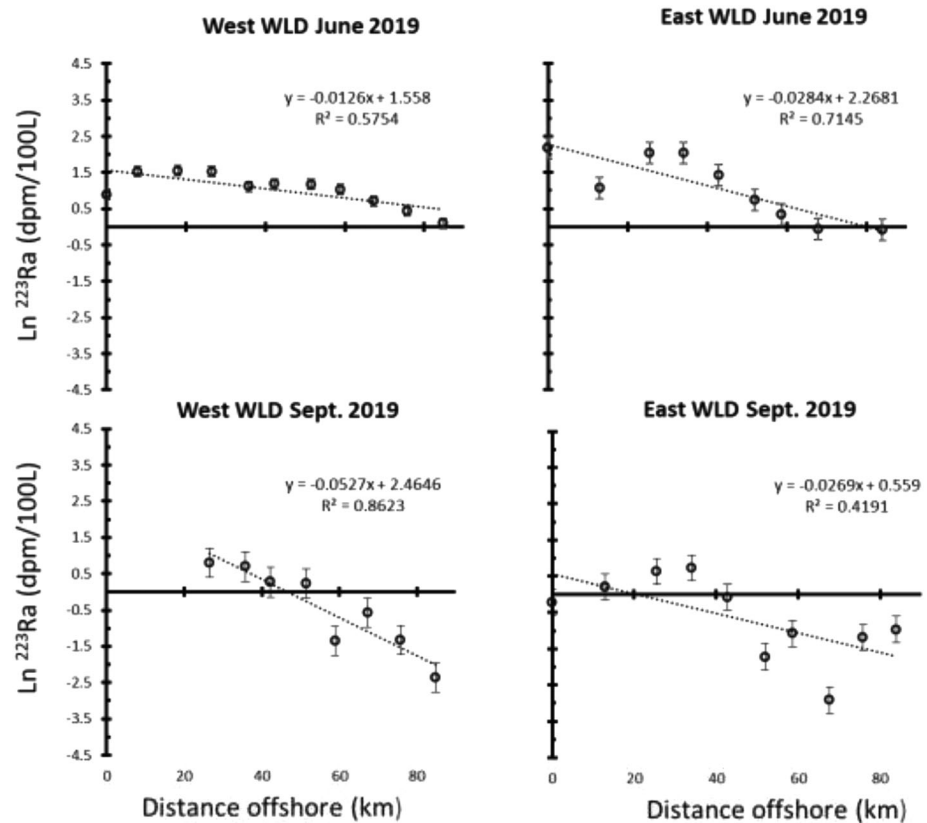 West WLD June 2019
East WLD June 2019
Ln ²²³Ra (dpm/100L)
4.5
3.5
2.5
1.5
0.5
-0.5
-1.5
-2.5
-3.5
-4.5
y = -0.0126x + 1.558
R² = 0.5754
y = -0.0284x + 2.2681
R² = 0.7145
West WLD Sept. 2019
East WLD Sept. 2019
Ln ²²³Ra (dpm/100L)
4.5
3.5
2.5
1.5
0.5
-0.5
-1.5
-2.5
-3.5
-4.5
y = -0.0527x + 2.4646
R² = 0.8623
y = -0.0269x + 0.559
R² = 0.4191
0 20 40 60 80
0 20 40 60 80
Distance offshore (km)
Distance offshore (km)